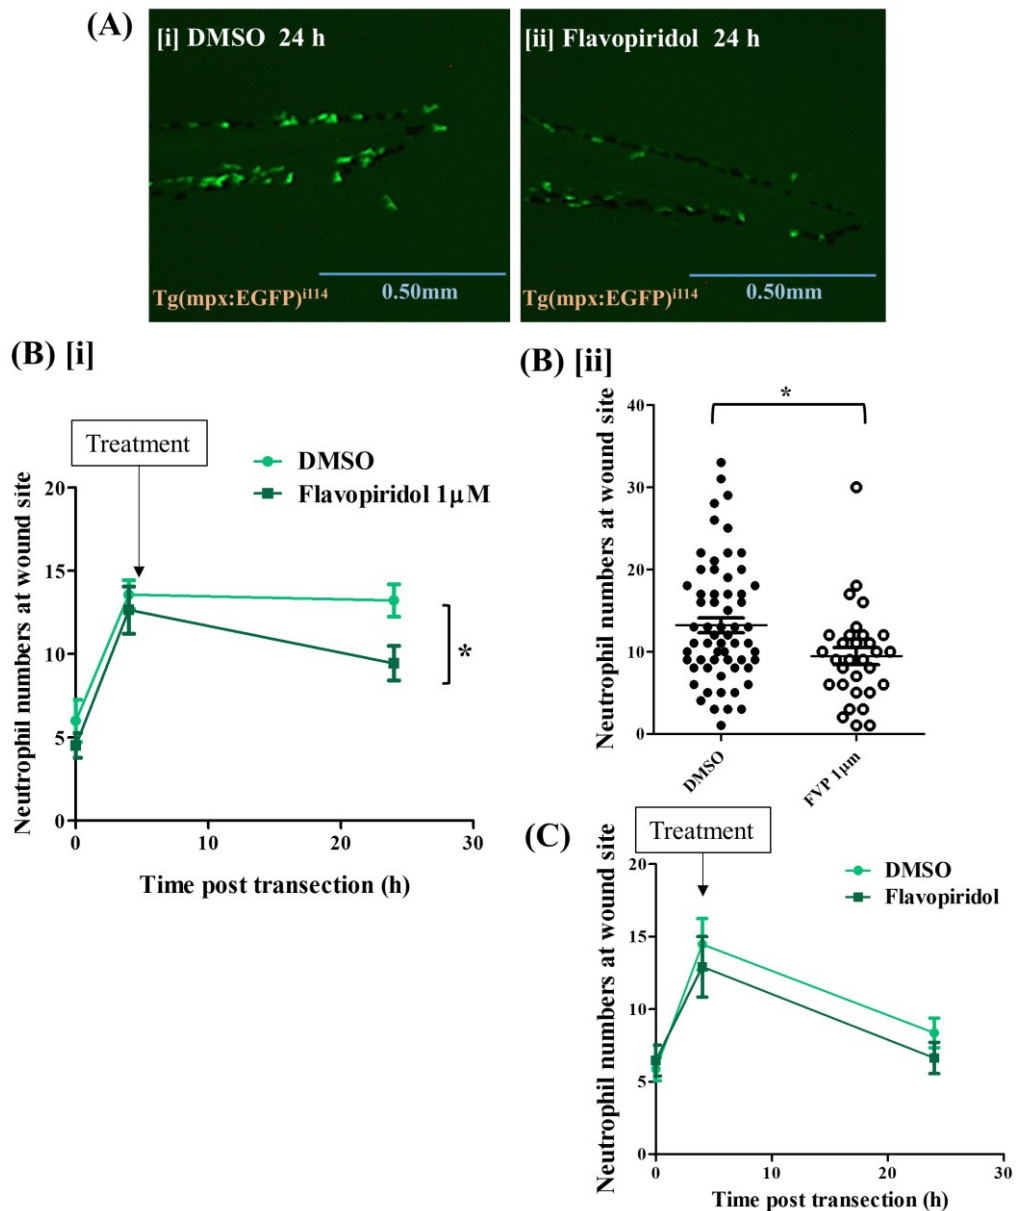 (A)
[i] DMSO 24 h
[ii] Flavopiridol 24 h
0.50mm
0.50mm
Tg(mpx:EGFP)i114
Tg(mpx:EGFP)i114
(B) [i]
Treatment
DMSO
Flavopiridol 1μM
Neutrophil numbers at wound site
20
15
10
5
0
*
0
10
20
30
Time post transection (h)
(B) [ii]
*
Neutrophil numbers at wound site
40
30
20
10
0
DMSO
FVP 1μm
(C)
Treatment
DMSO
Flavopiridol
Neutrophil numbers at wound site
20
15
10
5
0
0
10
20
30
Time post transection (h)